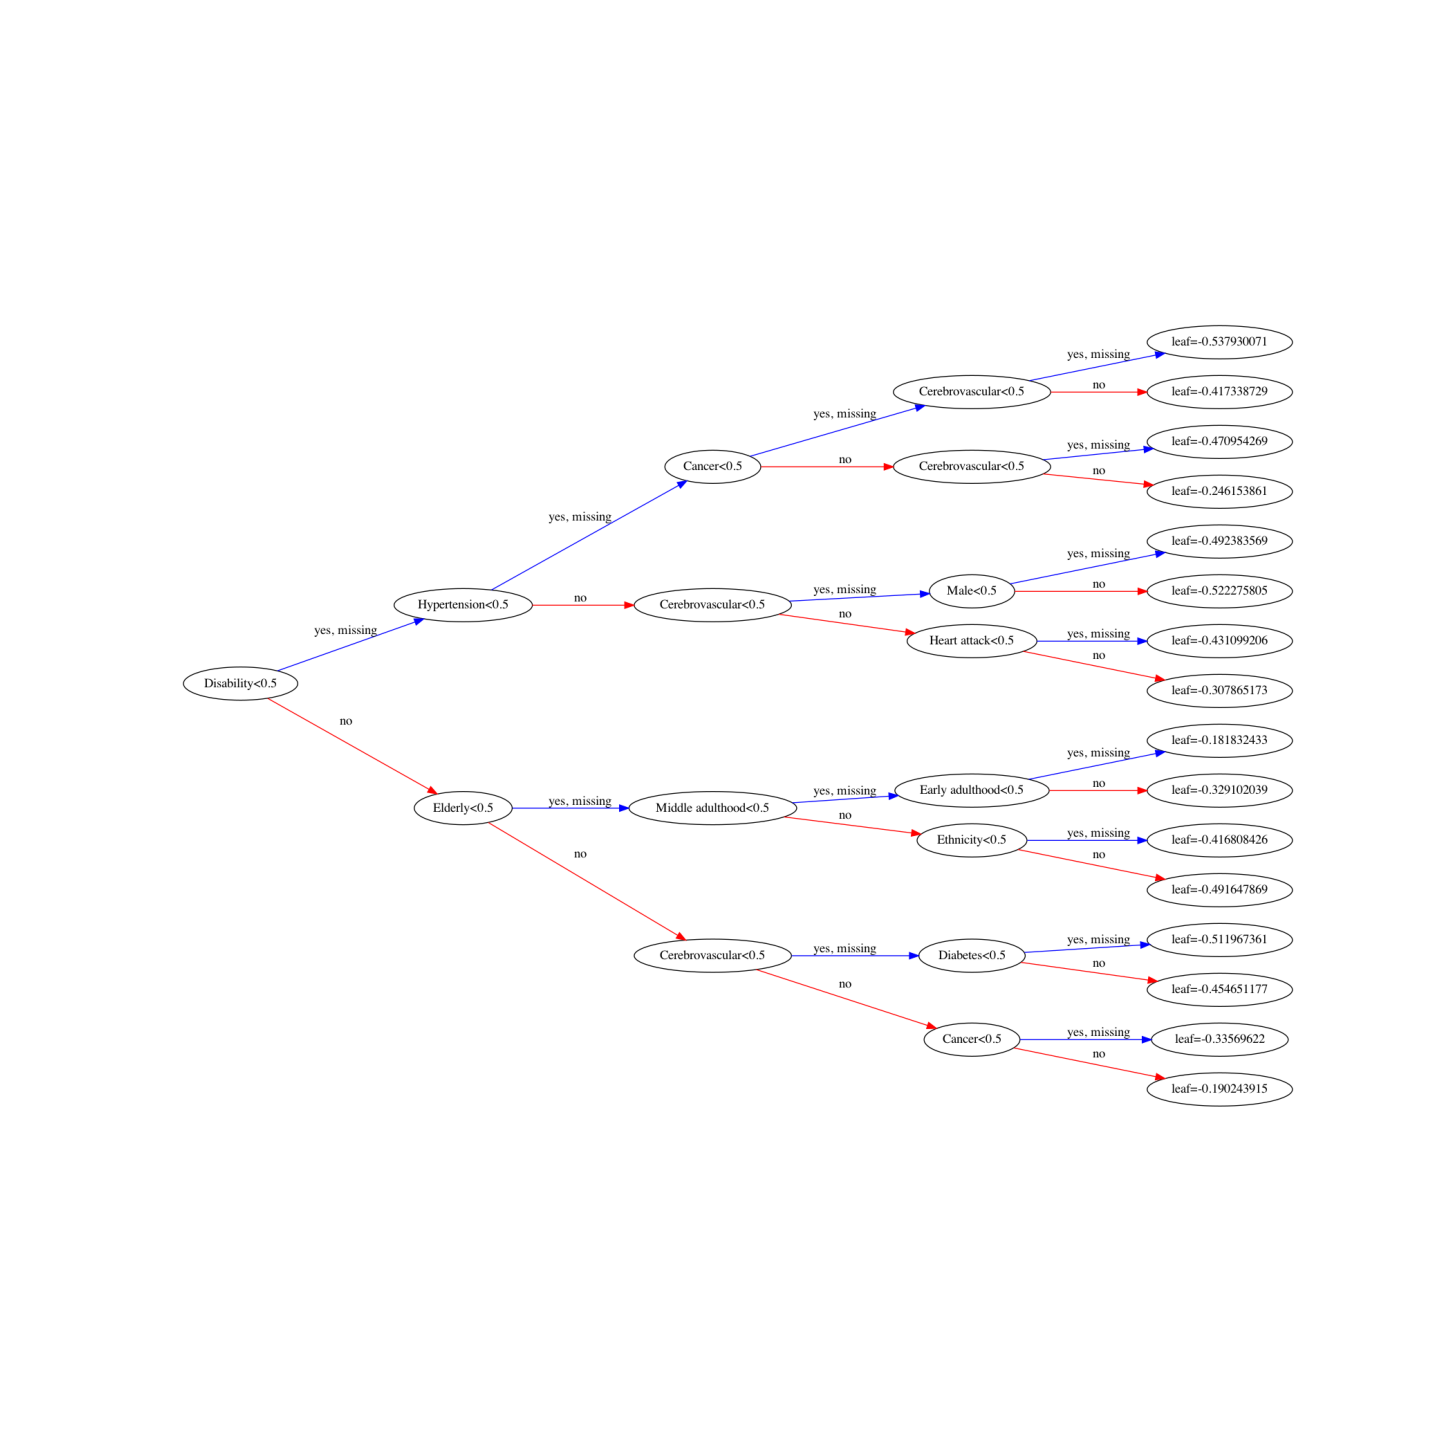 leaf=-0.537930071
yes, missing
Cerebrovascular<0.5
no
leaf=-0.417338729
yes, missing
Cancer<0.5
no
Cerebrovascular<0.5
yes, missing
leaf=-0.470954269
no
leaf=-0.246153861
yes, missing
leaf=-0.492383569
yes, missing
Hypertension<0.5
no
Cerebrovascular<0.5
yes, missing
Male<0.5
no
leaf=-0.522275805
no
Heart attack<0.5
yes, missing
leaf=-0.431099206
no
leaf=-0.307865173
yes, missing
Disability<0.5
no
leaf=-0.181832433
yes, missing
Early adulthood<0.5
no
leaf=-0.329102039
Elderly<0.5
yes, missing
Middle adulthood<0.5
yes, missing
no
Ethnicity<0.5
yes, missing
leaf=-0.416808426
no
leaf=-0.491647869
no
Cerebrovascular<0.5
yes, missing
Diabetes<0.5
yes, missing
leaf=-0.511967361
no
leaf=-0.454651177
no
Cancer<0.5
yes, missing
leaf=-0.33569622
no
leaf=-0.190243915